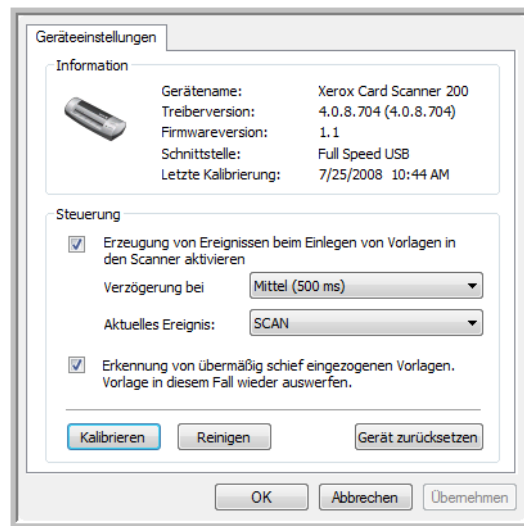 Geräteeinstellungen
Information
Gerätename: Xerox Card Scanner 200
Treiberversion: 4.0.8.704 (4.0.8.704)
Firmwareversion: 1.1
Schnittstelle: Full Speed USB
Letzte Kalibrierung: 7/25/2008 10:44 AM
Steuerung
Erzeugung von Ereignissen beim Einlegen von Vorlagen in
den Scanner aktivieren
Verzögerung bei Mittel (500 ms)
Aktuelles Ereignis: SCAN
Erkennung von übermäßig schief eingezogenen Vorlagen.
Vorlage in diesem Fall wieder auswerfen.
Kalibrieren Reinigen Gerät zurücksetzen
OK Abbrechen Übernehmen